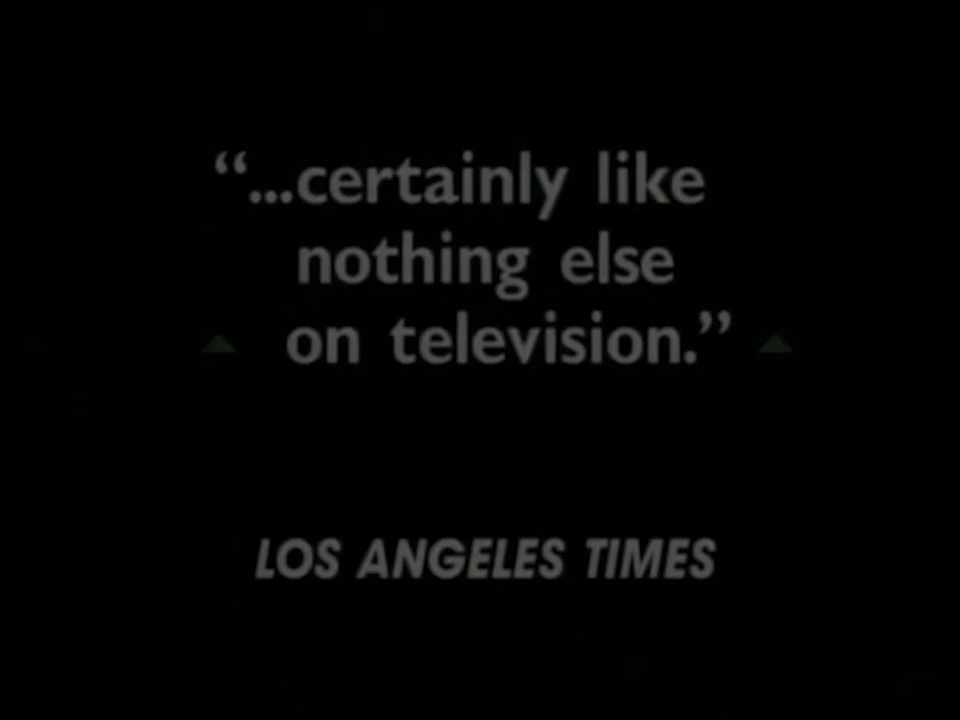 “...certainly like
nothing else
on television.”
LOS ANGELES TIMES